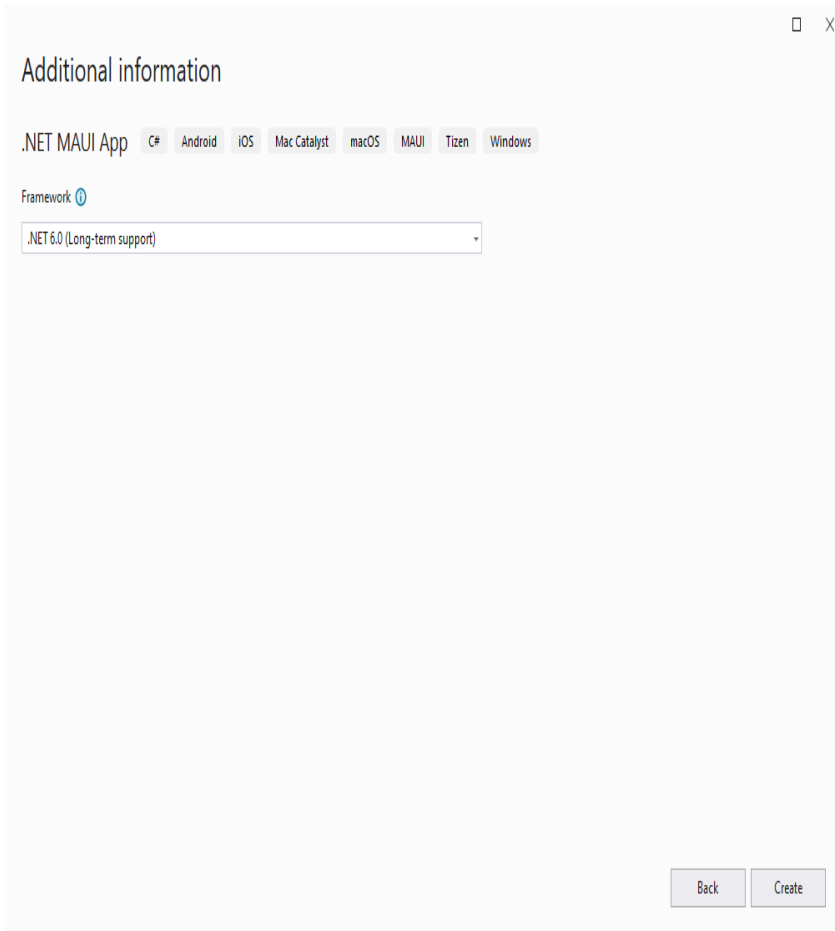 Additional information
.NET MAUI App C# Android iOS Mac Catalyst macOS MAUI Tizen Windows
Framework
.NET 6.0 (Long-term support)
Back Create